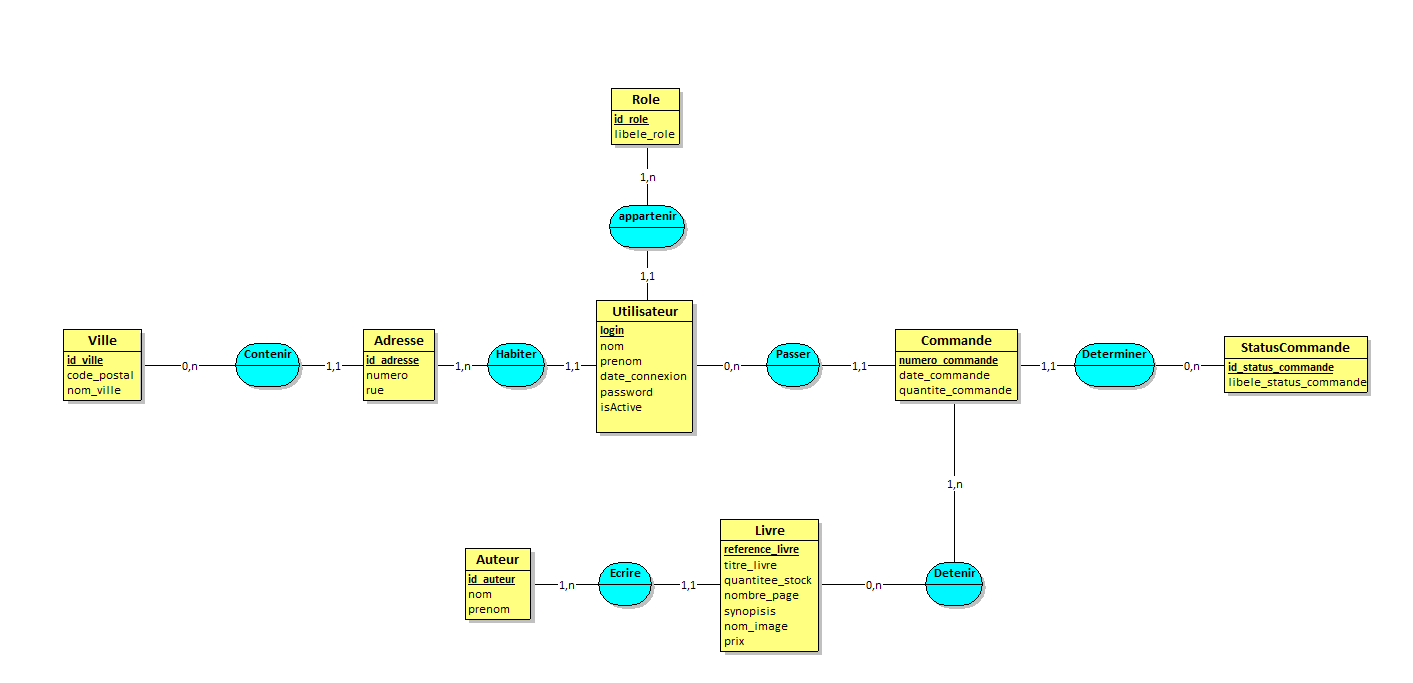 Role
id_role
libele_role
1,n
appartenir
1,1
Ville
id_ville
code_postal
nom_ville
0,n
Contenir
1,1
Adresse
id_adresse
numero
rue
1,n
Habiter
1,1
Utilisateur
login
nom
prenom
date_connexion
password
isActive
0,n
Passer
1,1
Commande
numero_commande
date_commande
quantite_commande
1,1
Determiner
0,n
StatusCommande
id_status_commande
libele_status_commande
1,n
Auteur
id_auteur
nom
prenom
1,n
Ecrire
1,1
Livre
reference_livre
titre_livre
quantitee_stock
nombre_page
synopisis
nom_image
prix
0,n
Detenir